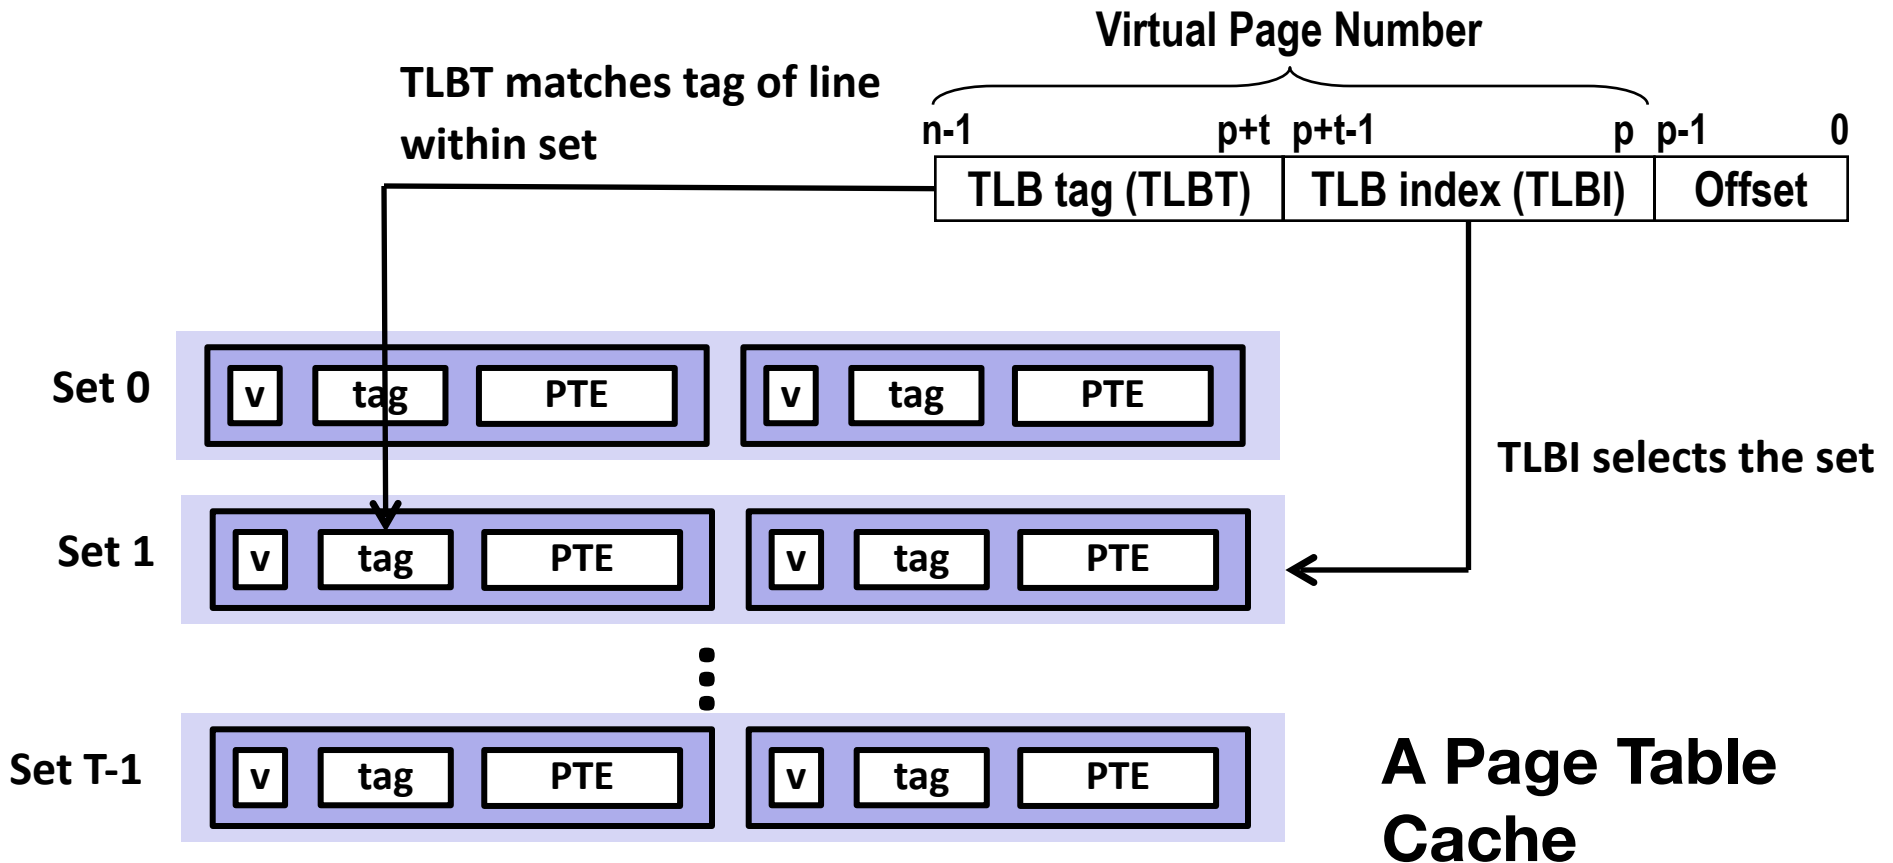 Virtual Page Number
TLBT matches tag of line
within set
n-1 p+t p+t-1 p p-1 0
TLB tag (TLBT) TLB index (TLBI) Offset
Set 0 v tag PTE v tag PTE
TLBI selects the set
Set 1 v tag PTE v tag PTE
Set T-1 v tag PTE v tag PTE
A Page Table
Cache